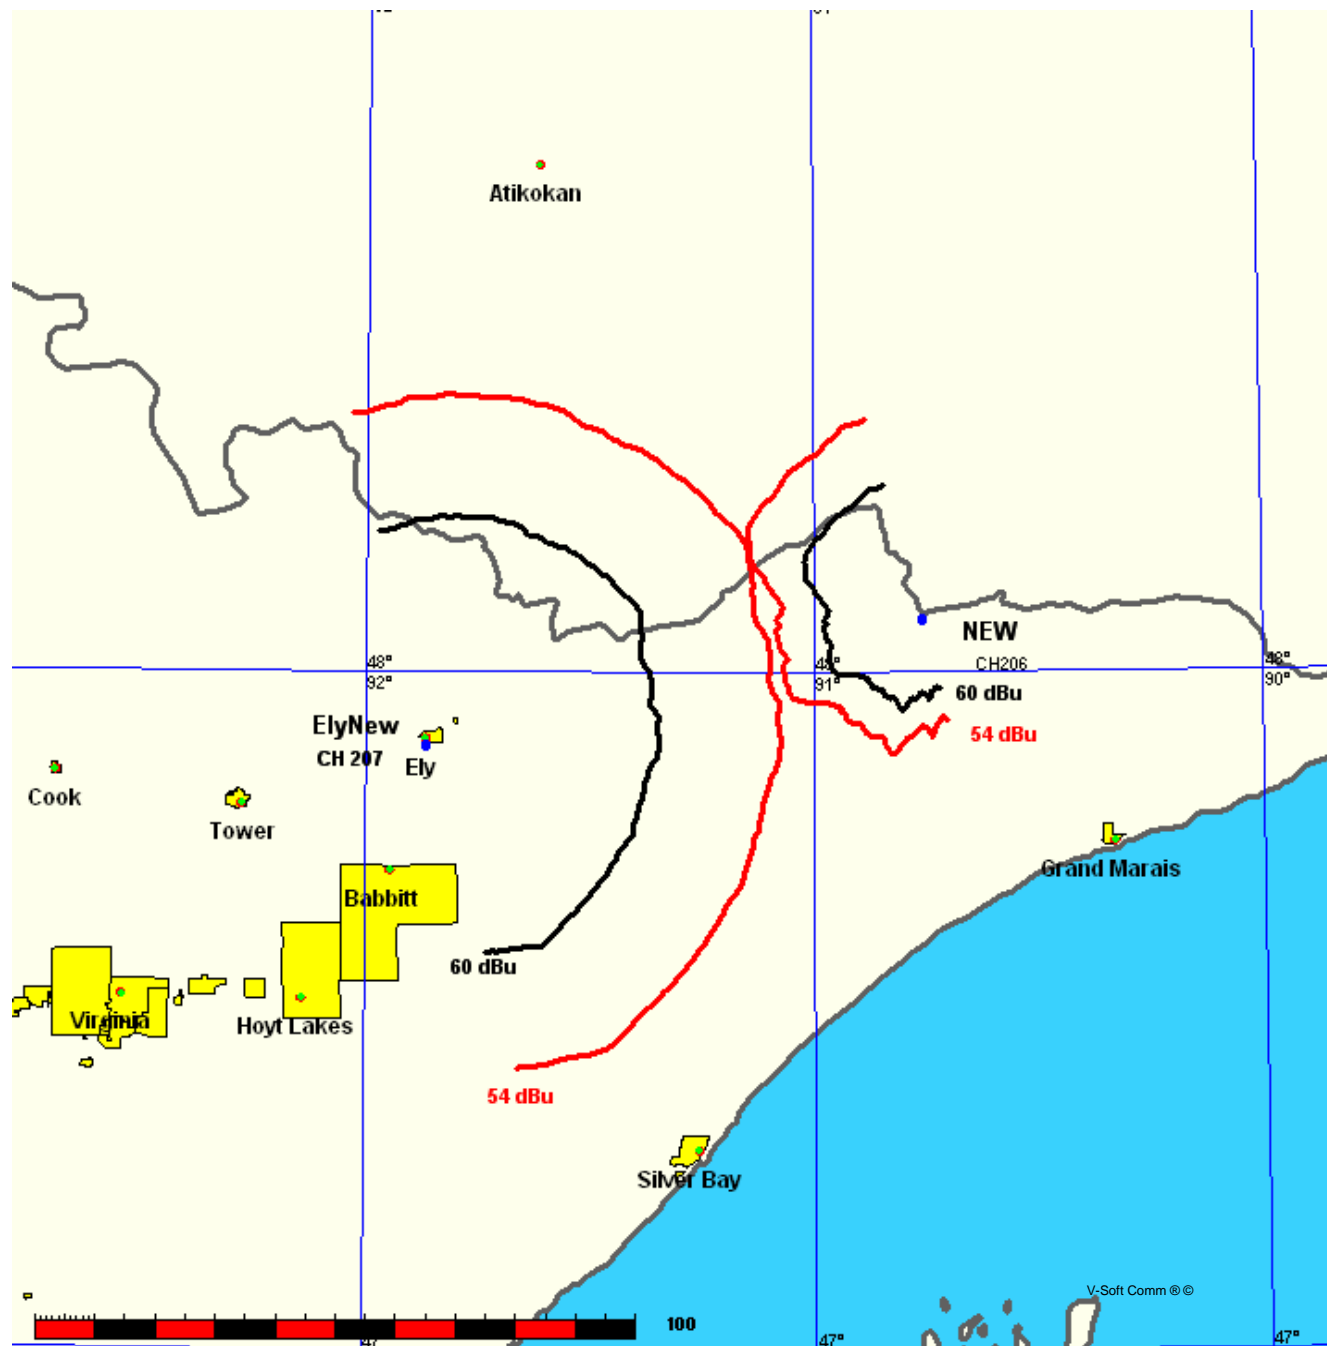 Atikokan
NEW
CH206
48°
92°
48°
91°
48°
90°
60 dBu
54 dBu
ElyNew
CH 207
Ely
Cook
Tower
Grand Marais
Babbitt
60 dBu
Virginia
Hoyt Lakes
54 dBu
Silver Bay
V-Soft Comm ® ©
100
47°
47°
47°